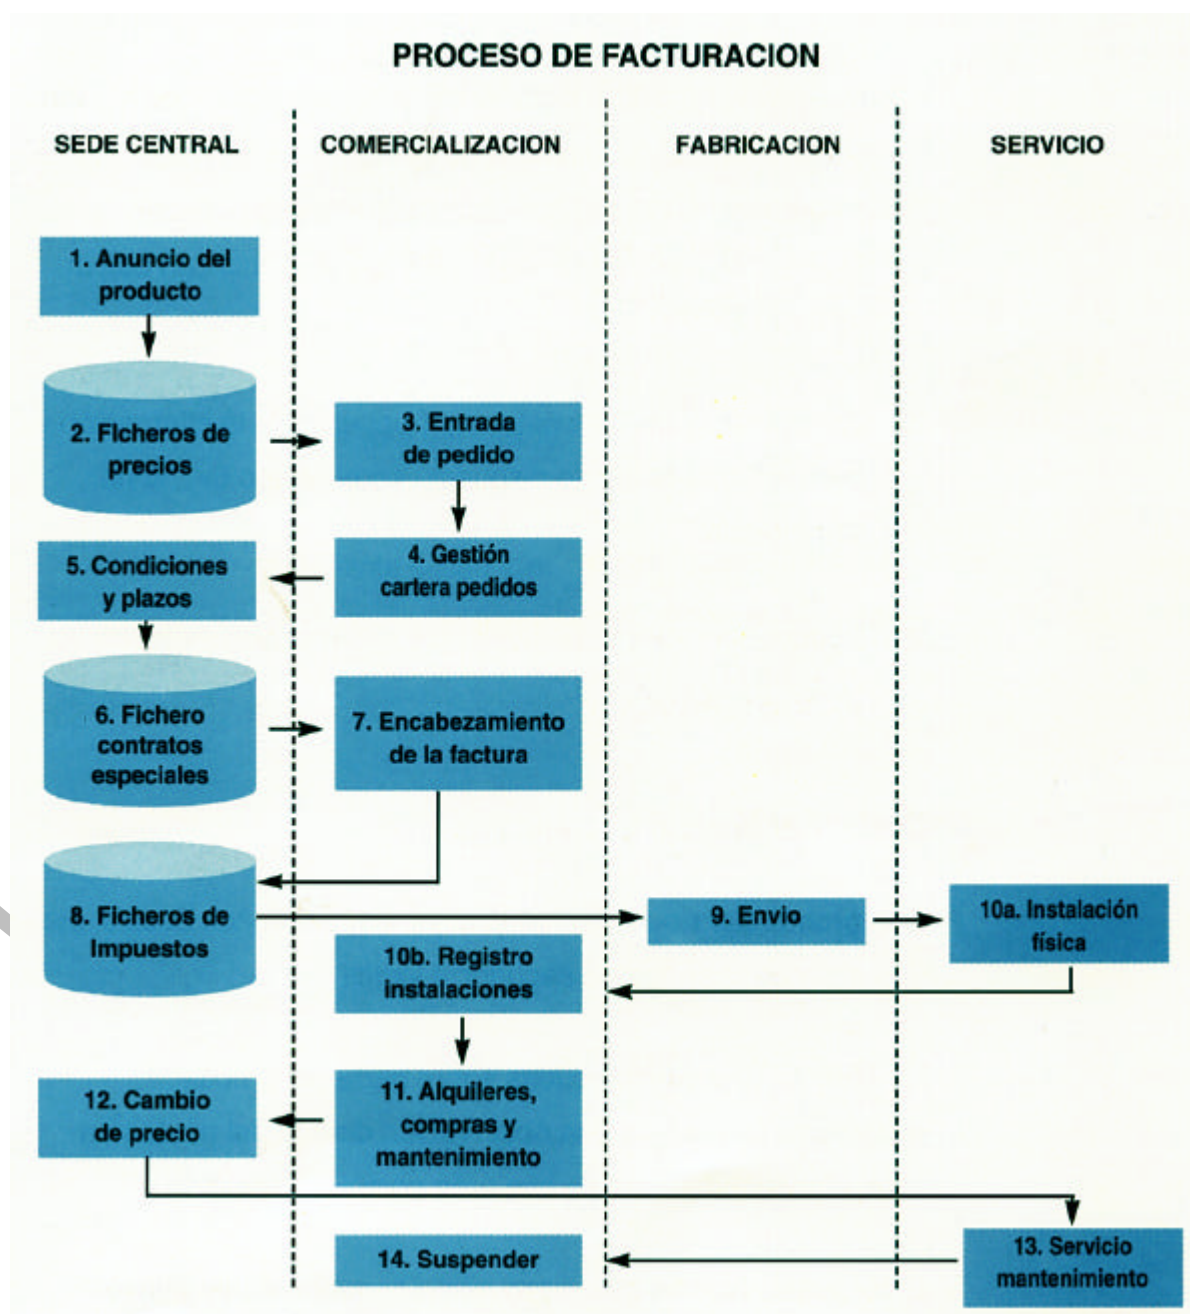 PROCESO DE FACTURACION
SEDE CENTRAL
COMERCIALIZACION
FABRICACION
SERVICIO
1. Anuncio del
producto
2. FIcheros de
precios
3. Entrada
de pedido
4. Gestión
cartera pedidos
5. Condiciones
y plazos
6. Fichero
contratos
especiales
7. Encabezamiento
de la factura
8. Ficheros de
Impuestos
9. Envio
10a. Instalación
física
10b. Registro
instalaciones
11. Alquileres,
compras y
mantenimiento
12. Cambio
de precio
13. Servicio
mantenimiento
14. Suspender